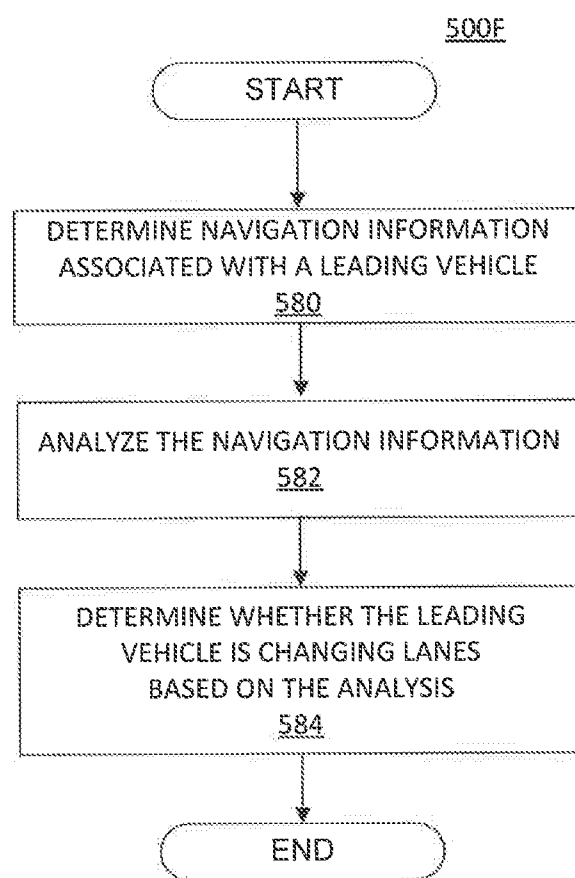 500F
START
DETERMINE NAVIGATION INFORMATION
ASSOCIATED WITH A LEADING VEHICLE
580
ANALYZE THE NAVIGATION INFORMATION
582
DETERMINE WHETHER THE LEADING
VEHICLE IS CHANGING LANES
BASED ON THE ANALYSIS
584
END